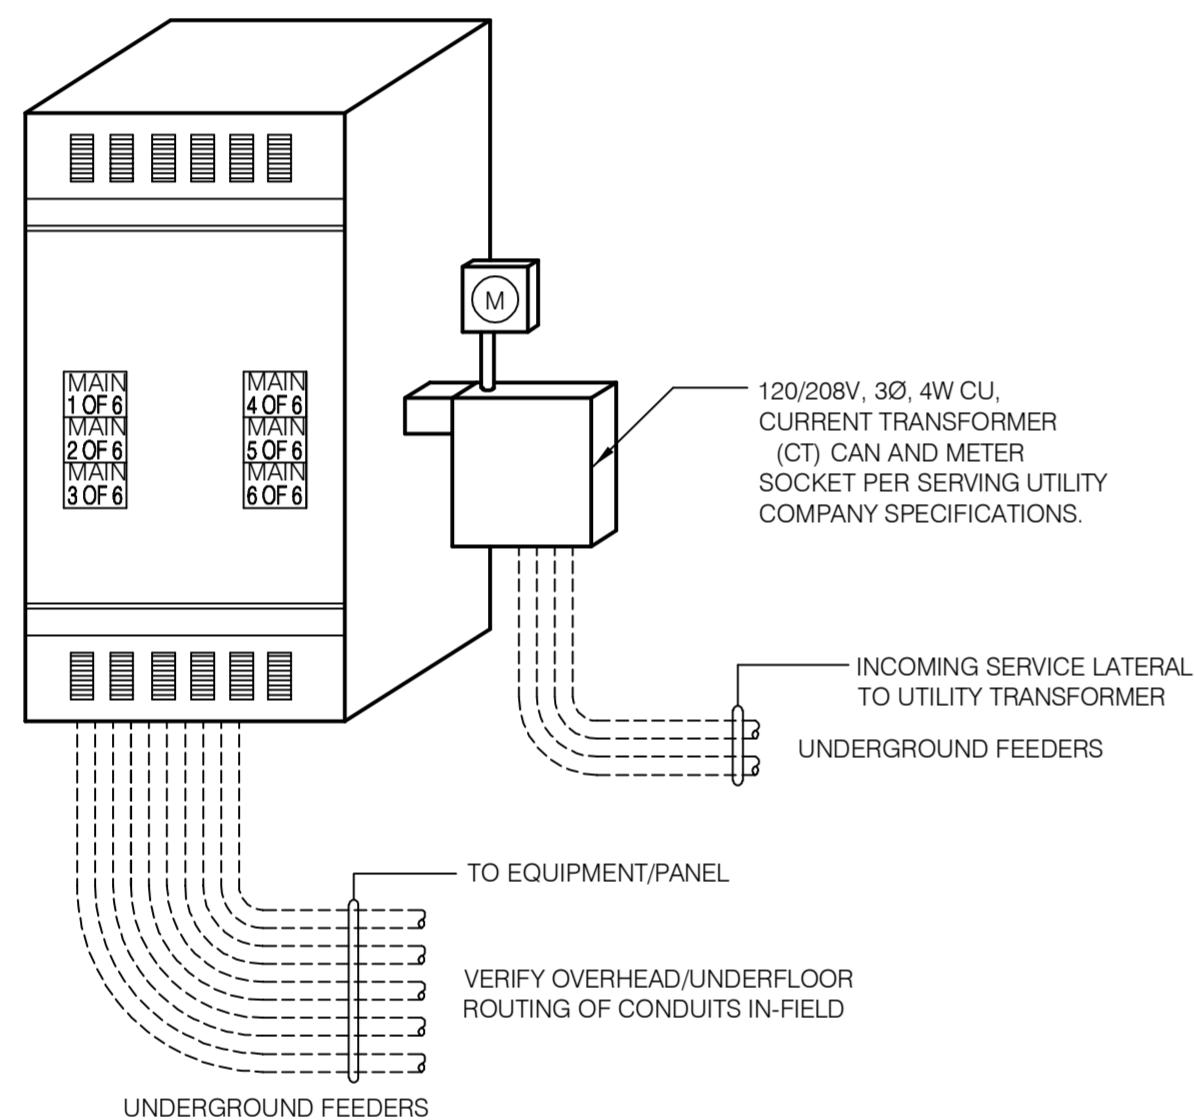 M
MAIN
1 OF 6
MAIN
2 OF 6
MAIN
3 OF 6
MAIN
4 OF 6
MAIN
5 OF 6
MAIN
6 OF 6
120/208V, 3Ø, 4W CU,
CURRENT TRANSFORMER
(CT) CAN AND METER
SOCKET PER SERVING UTILITY
COMPANY SPECIFICATIONS.
INCOMING SERVICE LATERAL
TO UTILITY TRANSFORMER
UNDERGROUND FEEDERS
TO EQUIPMENT/PANEL
VERIFY OVERHEAD/UNDERFLOOR
ROUTING OF CONDUITS IN-FIELD
UNDERGROUND FEEDERS